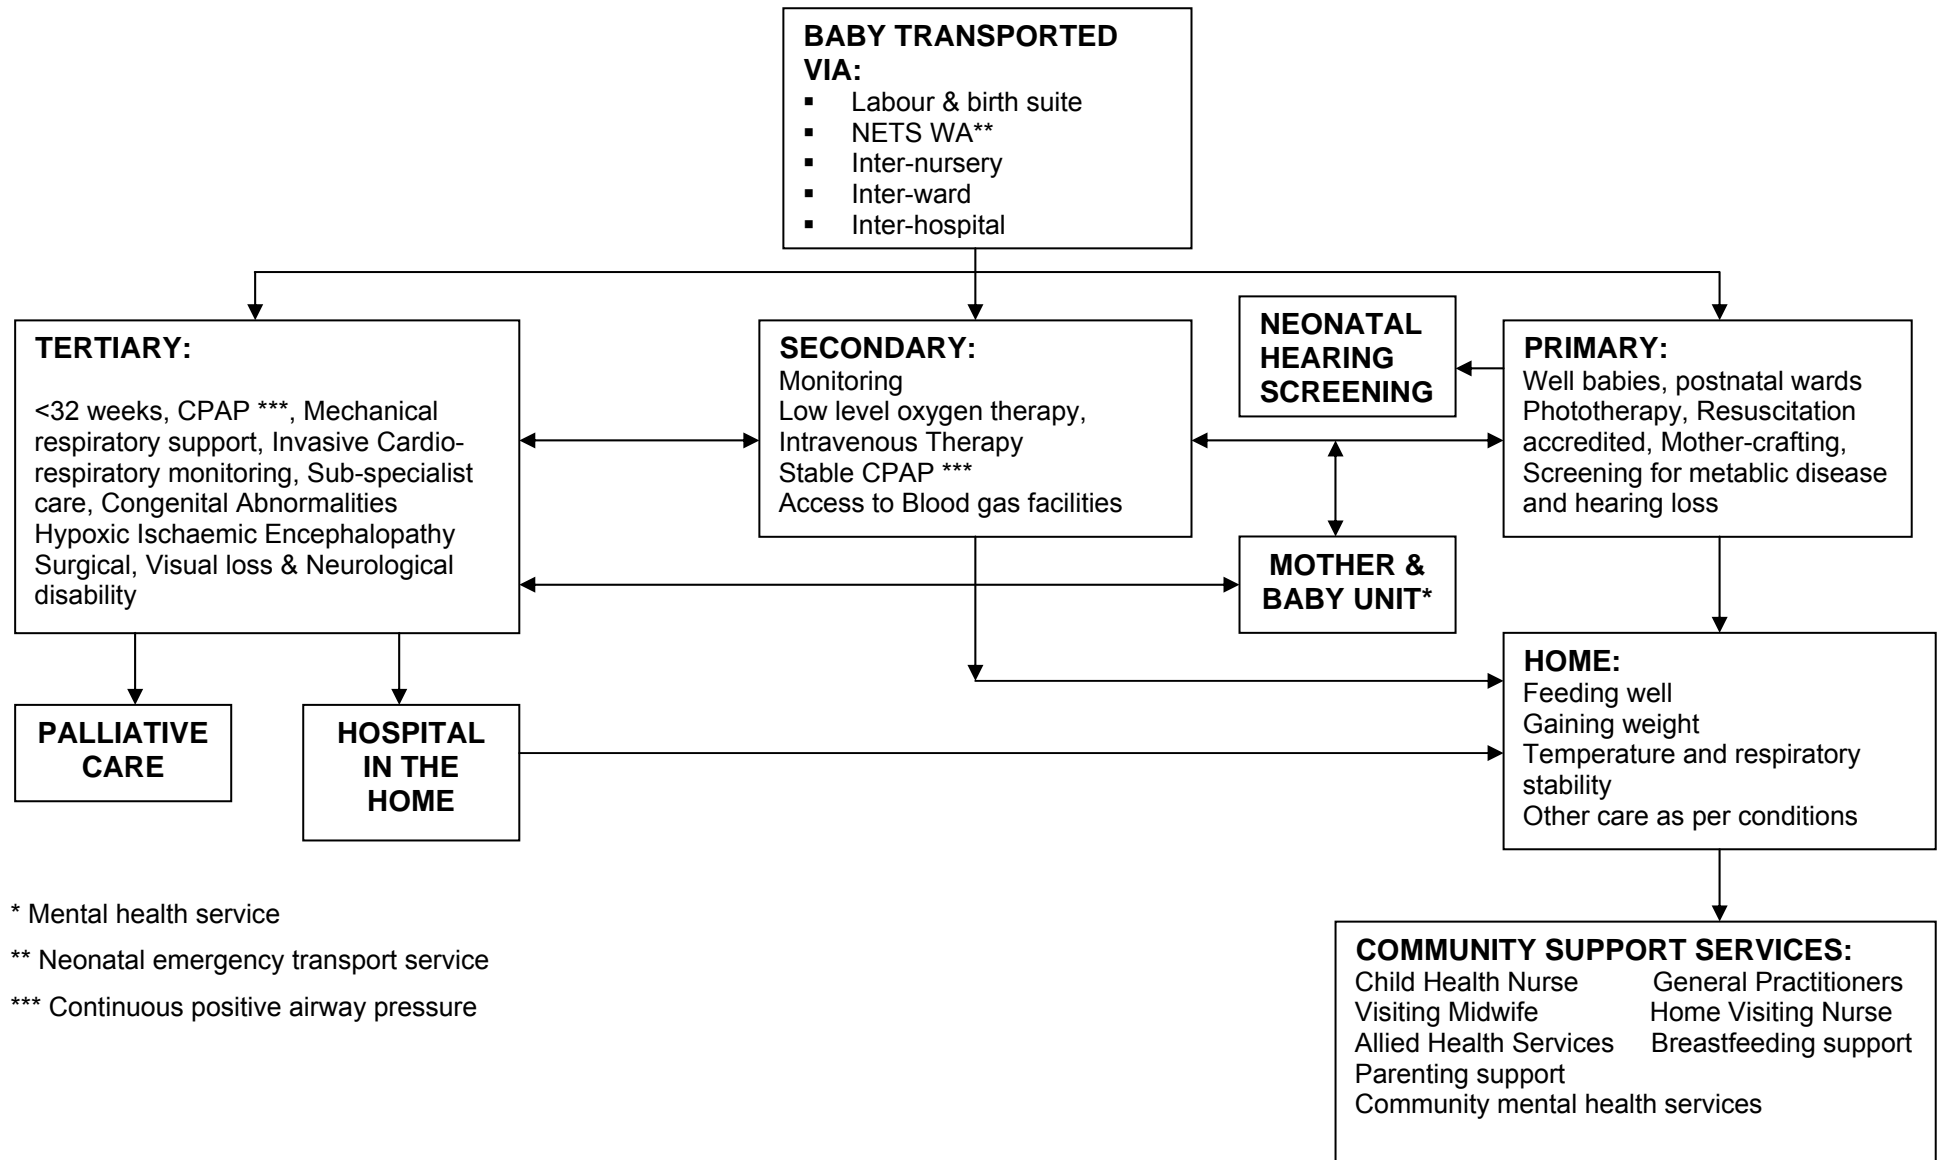 BABY TRANSPORTED
VIA:
▪ Labour & birth suite
▪ NETS WA**
▪ Inter-nursery
▪ Inter-ward
▪ Inter-hospital
TERTIARY:
<32 weeks, CPAP ***, Mechanical
respiratory support, Invasive Cardio-
respiratory monitoring, Sub-specialist
care, Congenital Abnormalities
Hypoxic Ischaemic Encephalopathy
Surgical, Visual loss & Neurological
disability
SECONDARY:
Monitoring
Low level oxygen therapy,
Intravenous Therapy
Stable CPAP ***
Access to Blood gas facilities
NEONATAL
HEARING
SCREENING
PRIMARY:
Well babies, postnatal wards
Phototherapy, Resuscitation
accredited, Mother-crafting,
Screening for metablic disease
and hearing loss
MOTHER &
BABY UNIT*
PALLIATIVE
CARE
HOSPITAL
IN THE
HOME
HOME:
Feeding well
Gaining weight
Temperature and respiratory
stability
Other care as per conditions
* Mental health service
** Neonatal emergency transport service
*** Continuous positive airway pressure
COMMUNITY SUPPORT SERVICES:
Child Health Nurse General Practitioners
Visiting Midwife Home Visiting Nurse
Allied Health Services Breastfeeding support
Parenting support
Community mental health services